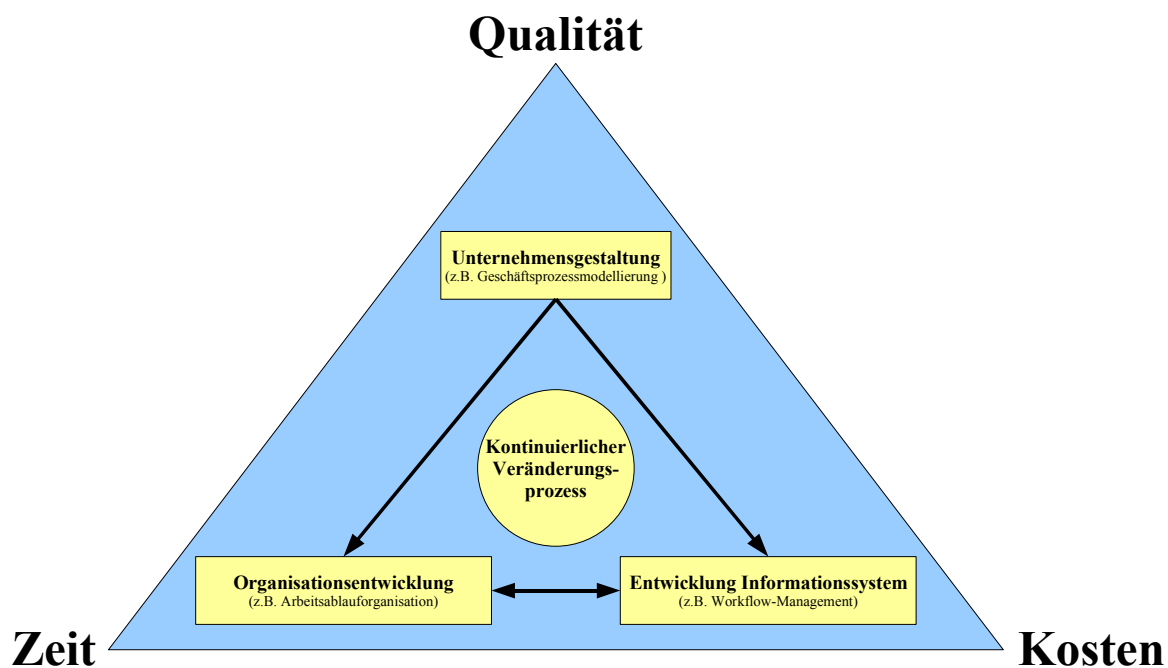 Qualität
Unternehmensgestaltung
(z.B. Geschäftsprozessmodellierung )
Kontinuierlicher
Veränderungs-
prozess
Organisationsentwicklung
(z.B. Arbeitsablauforganisation)
Entwicklung Informationssystem
(z.B. Workflow-Management)
Zeit
Kosten